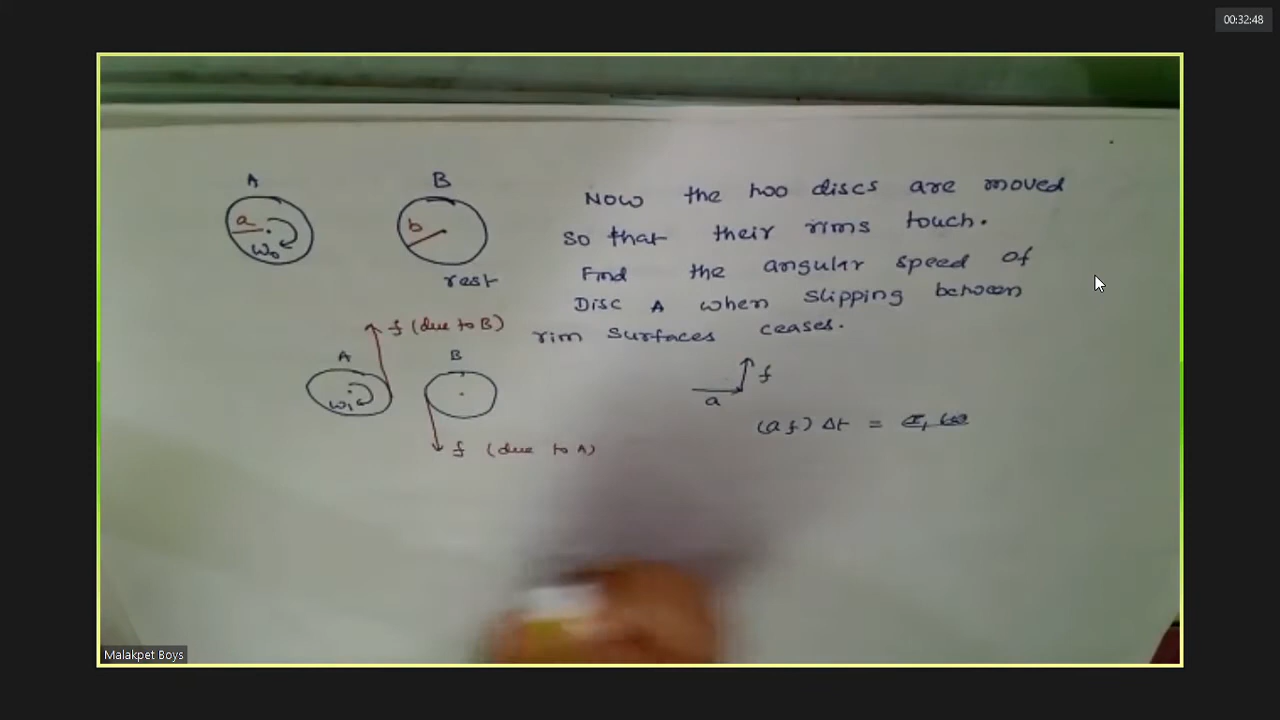 00:32:48
A
B
Now the two discs are moved
a
b
so that their rims touch.
ω₀
Find the angular speed of
rest
Disc A when slipping between
f (due to B)
rim surfaces ceases.
A
B
f
ω₁
a
(af) Δt =
f (due to A)
Malakpet Boys